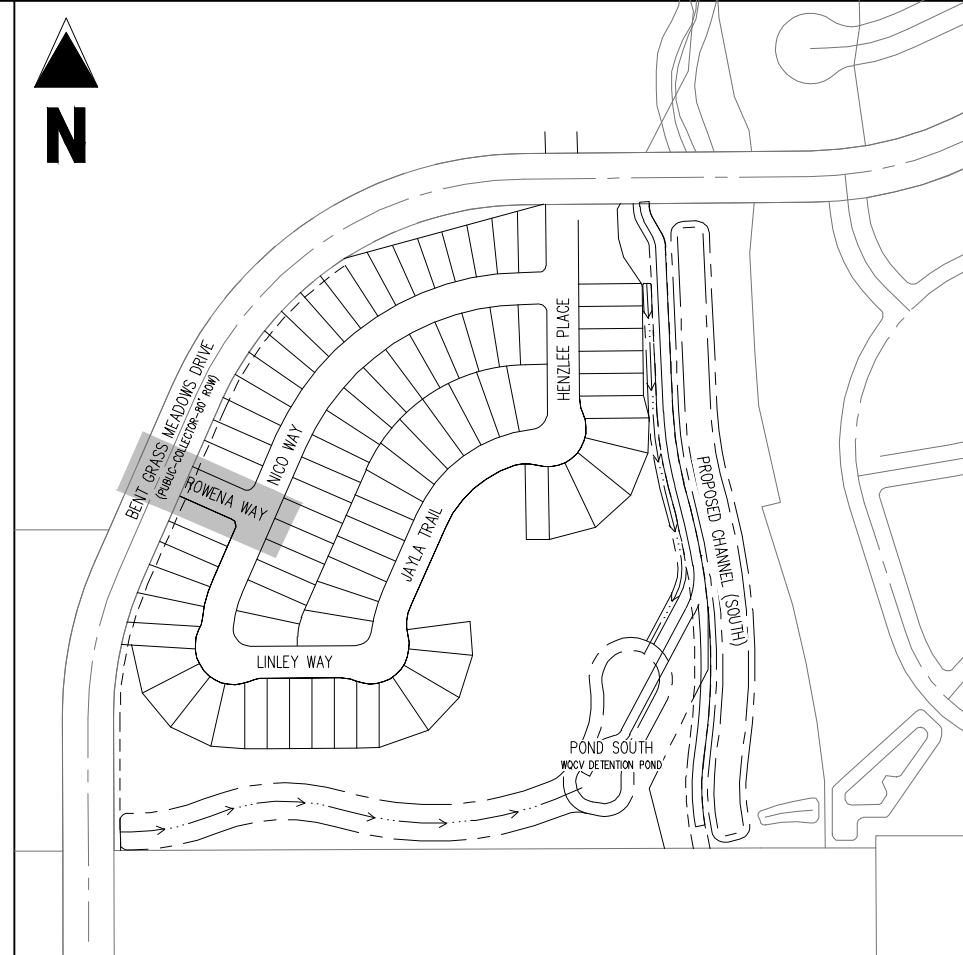 N
BENT GRASS MEADOWS DRIVE
(PUBLIC-COLLECTOR-80' ROW)
HENZLEE PLACE
NICO WAY
ROWENA WAY
JAYLA TRAIL
PROPOSED CHANNEL (SOUTH)
LINLEY WAY
POND SOUTH
WQCV DETENTION POND